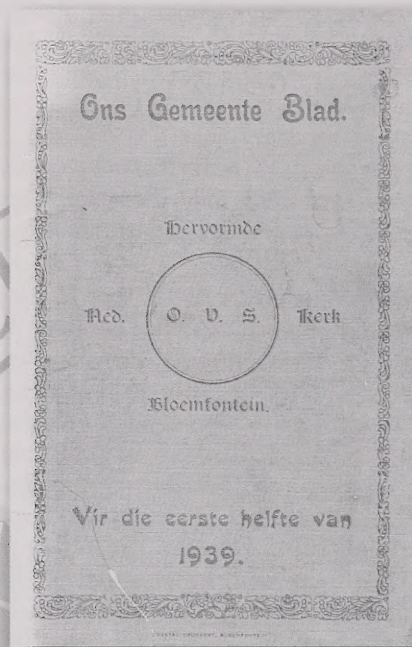 Ons Gemeente Blad.
Hervormde
Ned. O. V. S. Kerk
Bloemfontein.
Vir die eerste helfte van
1939.